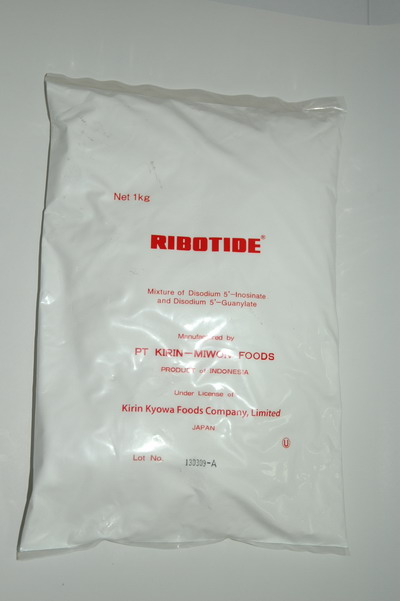 Net 1kg
RIBOTIDE®
Mixture of Disodium 5'-Inosinate
and Disodium 5'-Guanylate
Manufactured by
PT KIRIN-MIWON FOODS
PRODUCT of INDONESIA
Under License of
Kirin Kyowa Foods Company, Limited
JAPAN
U
Lot No. 130309-A